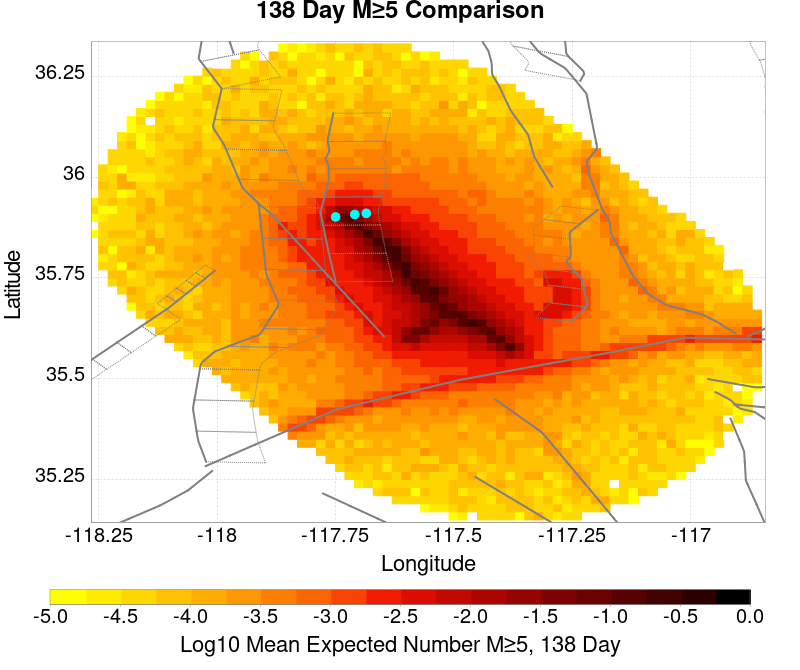 138 Day M≥5 Comparison
36.25
36
35.75
35.5
35.25
Latitude
-118.25 -118 -117.75 -117.5 -117.25 -117
Longitude
-5.0 -4.5 -4.0 -3.5 -3.0 -2.5 -2.0 -1.5 -1.0 -0.5 0.0
Log10 Mean Expected Number M≥5, 138 Day